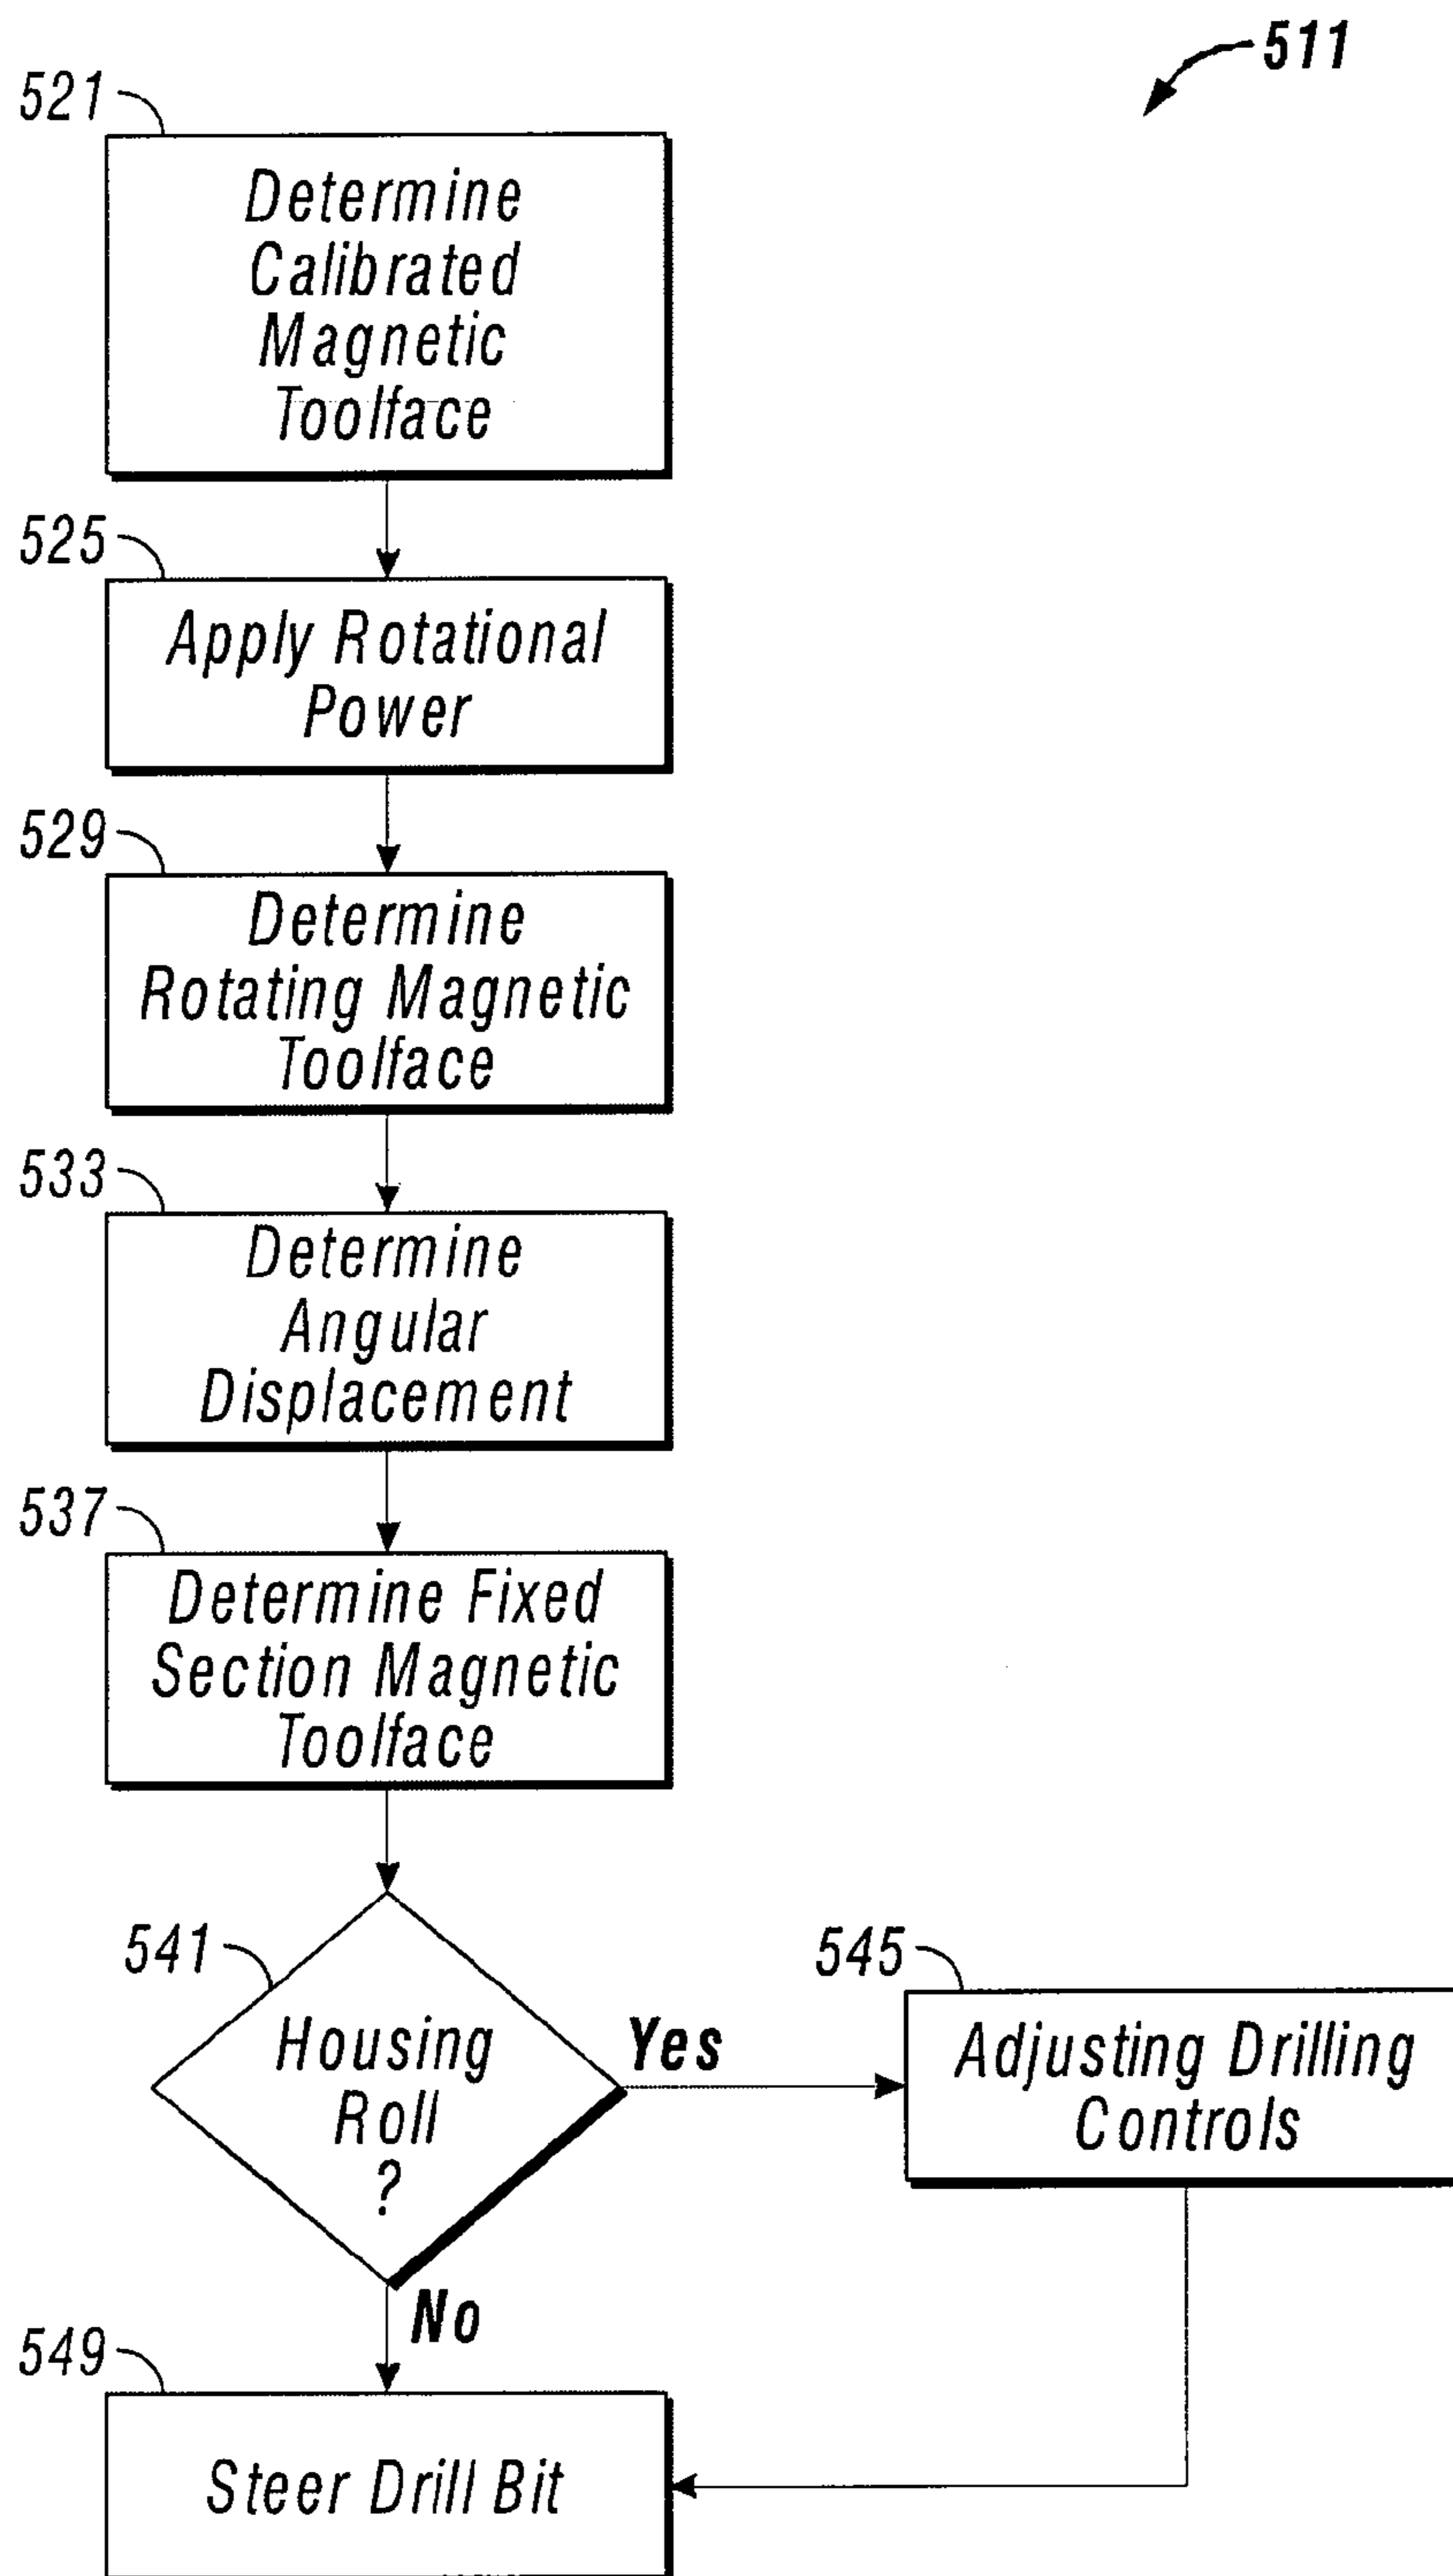 511
521
Determine
Calibrated
Magnetic
Toolface
525
Apply Rotational
Power
529
Determine
Rotating Magnetic
Toolface
533
Determine
Angular
Displacement
537
Determine Fixed
Section Magnetic
Toolface
541
Housing
Roll
?
Yes
545
Adjusting Drilling
Controls
No
549
Steer Drill Bit